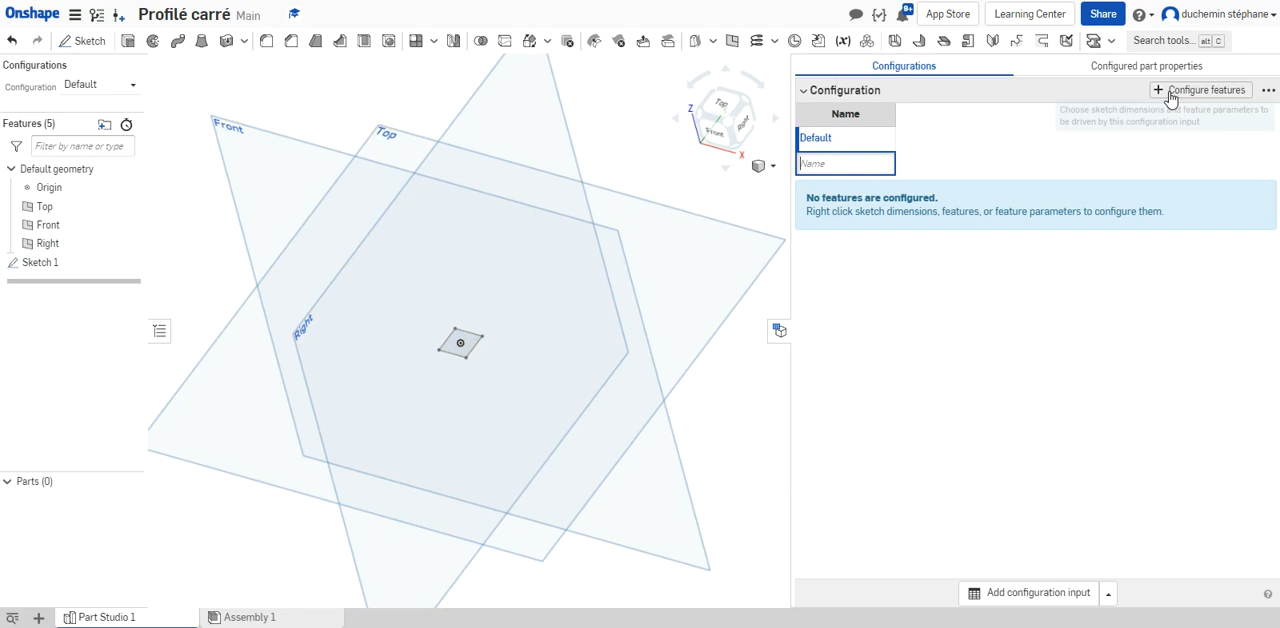 Onshape Profilé carré Main 9+ App Store Learning Center Share duchemin stéphane
Sketch (x) Search tools... alt C
Configurations
Configuration Default
Features (5)
Filter by name or type
Default geometry
Origin
Top
Front
Right
Sketch 1
Parts (0)
Front
Top
Right
Z
Top
Front
Right
X
Configurations Configured part properties
Configuration Configure features
Choose sketch dimensions and feature parameters to
be driven by this configuration input
Name
Default
Name
No features are configured.
Right click sketch dimensions, features, or feature parameters to configure them.
Add configuration input
Part Studio 1 Assembly 1